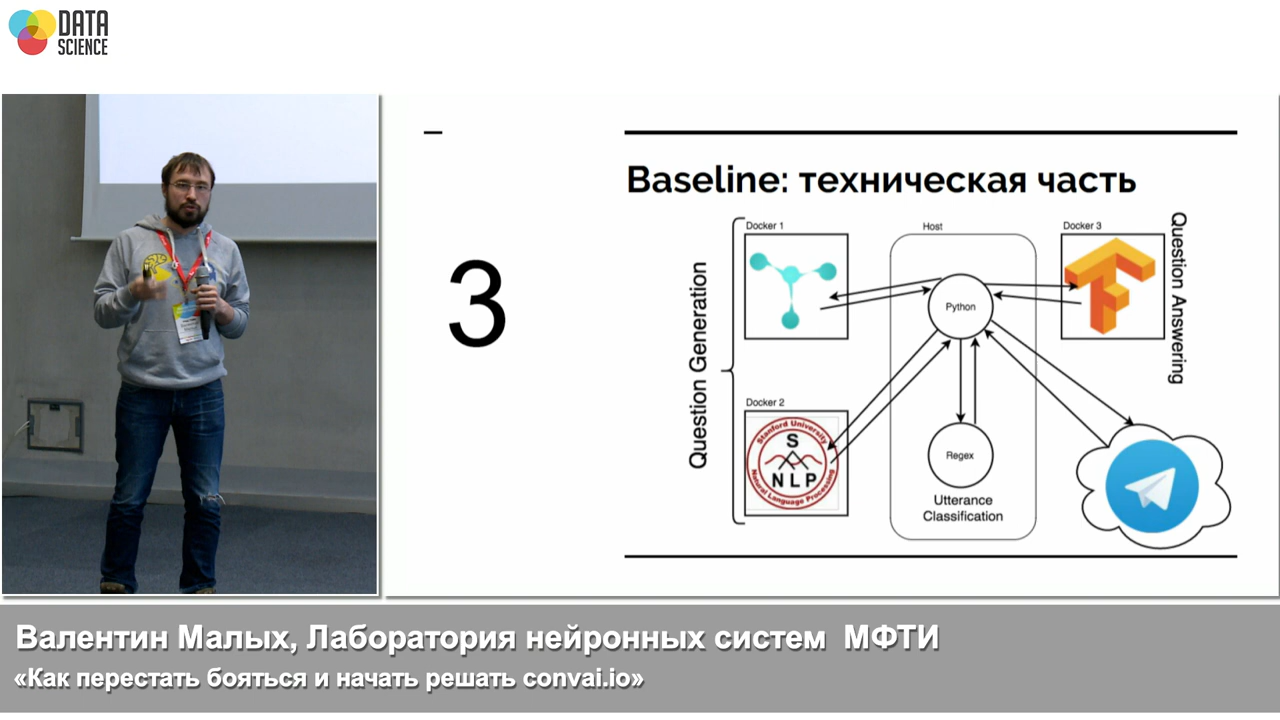 DATA
SCIENCE
3
Baseline: техническая часть
Docker 1
Host
Docker 3
Question Generation
Python
Question Answering
Docker 2
Stanford University
S
NLP
Natural Language Processing
Regex
Utterance
Classification
Валентин Малых, Лаборатория нейронных систем МФТИ
«Как перестать бояться и начать решать convai.io»